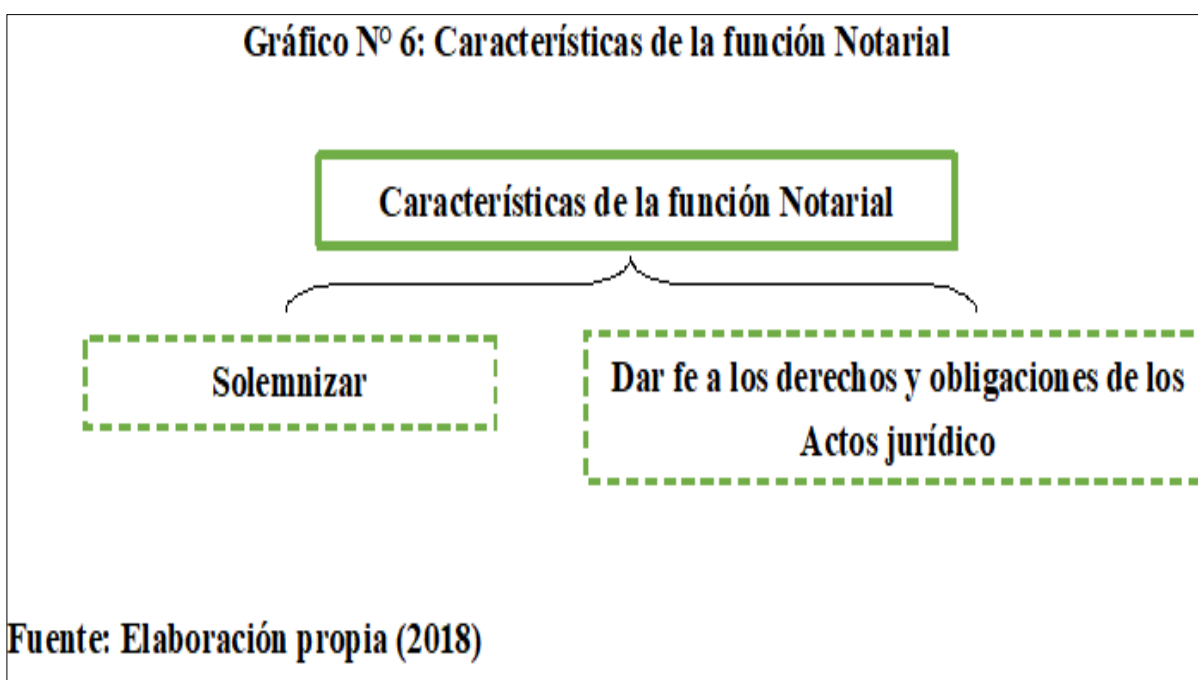 Gráfico N° 6: Características de la función Notarial
Características de la función Notarial
Solemnizar
Dar fe a los derechos y obligaciones de los
Actos jurídico
Fuente: Elaboración propia (2018)